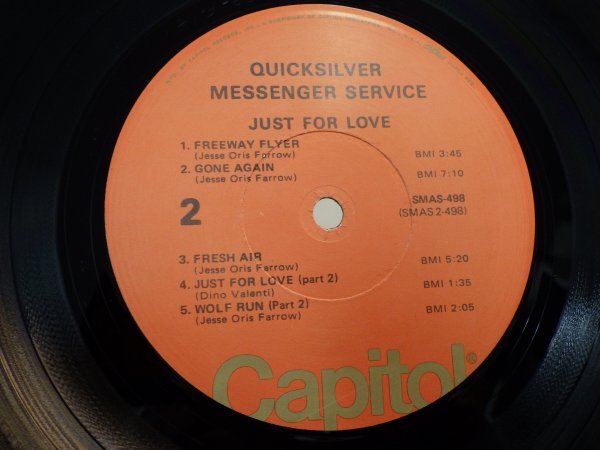 QUICKSILVER
MESSENGER SERVICE
JUST FOR LOVE
1. FREEWAY FLYER
(Jesse Oris Farrow) BMI 3:45
2. GONE AGAIN
(Jesse Oris Farrow) BMI 7:10
2
SMAS-498
(SMAS 2-498)
3. FRESH AIR
(Jesse Oris Farrow) BMI 5:20
4. JUST FOR LOVE (part 2)
(Dino Valenti) BMI 1:35
5. WOLF RUN (Part 2)
(Jesse Oris Farrow) BMI 2:05
Capitol®